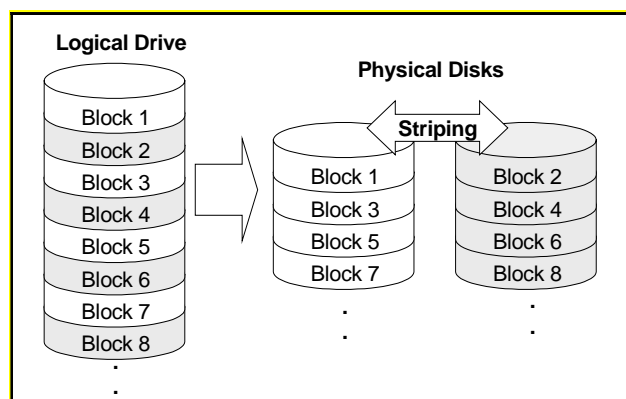 Logical Drive
Block 1
Block 2
Block 3
Block 4
Block 5
Block 6
Block 7
Block 8
.
.
Physical Disks
Striping
Block 1
Block 3
Block 5
Block 7
.
.
Block 2
Block 4
Block 6
Block 8
.
.